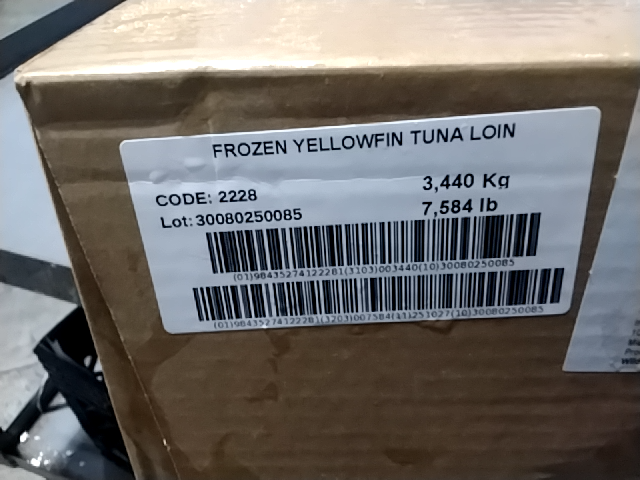 FROZEN YELLOWFIN TUNA LOIN
CODE: 2228
3,440 Kg
Lot: 30080250085
7,584 lb
(01)98435274122281(3103)003440(10)30080250085
(01)98435274122281(3203)007584(11)251027(10)30080250085